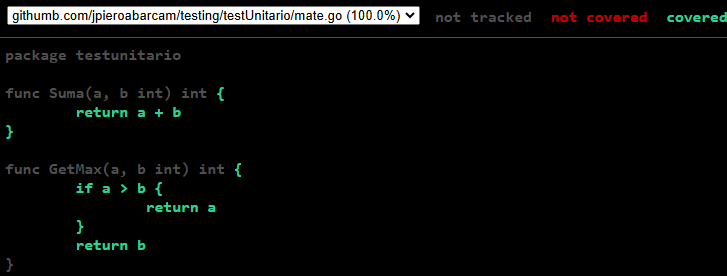 githumb.com/jpieroabarcam/testing/testUnitario/mate.go (100.0%) not tracked not covered covered
package testunitario
func Suma(a, b int) int {
return a + b
}
func GetMax(a, b int) int {
if a > b {
return a
}
return b
}